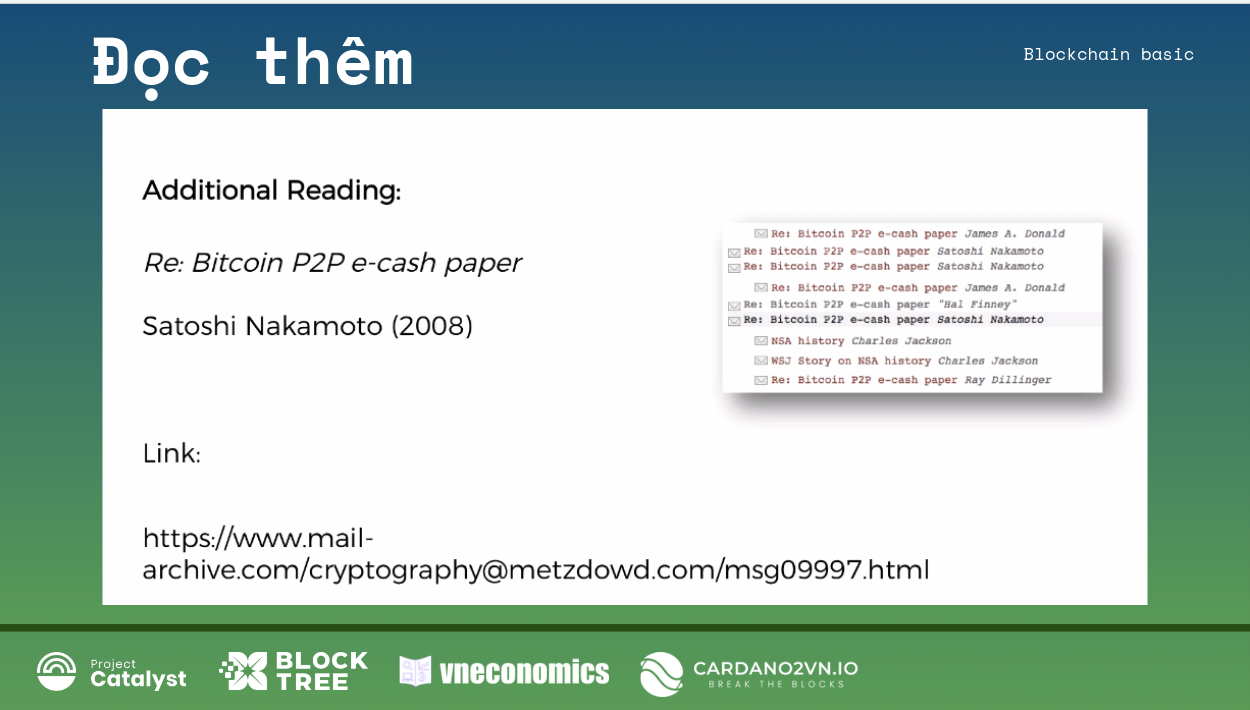 Đọc thêm
Blockchain basic
Additional Reading:
Re: Bitcoin P2P e-cash paper
Satoshi Nakamoto (2008)
Re: Bitcoin P2P e-cash paper James A. Donald
Re: Bitcoin P2P e-cash paper Satoshi Nakamoto
Re: Bitcoin P2P e-cash paper Satoshi Nakamoto
Re: Bitcoin P2P e-cash paper James A. Donald
Re: Bitcoin P2P e-cash paper "Hal Finney"
Re: Bitcoin P2P e-cash paper Satoshi Nakamoto
NSA history Charles Jackson
WSJ Story on NSA history Charles Jackson
Re: Bitcoin P2P e-cash paper Ray Dillinger
Link:
https://www.mail-
archive.com/cryptography@metzdowd.com/msg09997.html
Project
Catalyst
BLOCK
TREE
vneconomics
CARDANO2VN.IO
BREAK THE BLOCKS